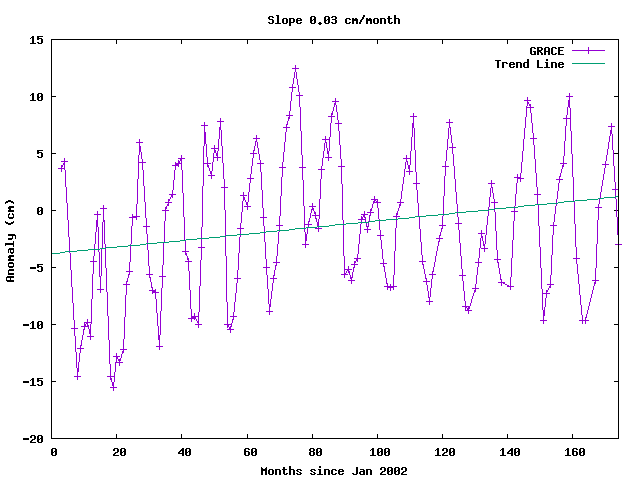 Slope 0.03 cm/month
GRACE
Trend Line
15
10
5
0
-5
-10
-15
-20
Anomaly (cm)
0 20 40 60 80 100 120 140 160
Months since Jan 2002